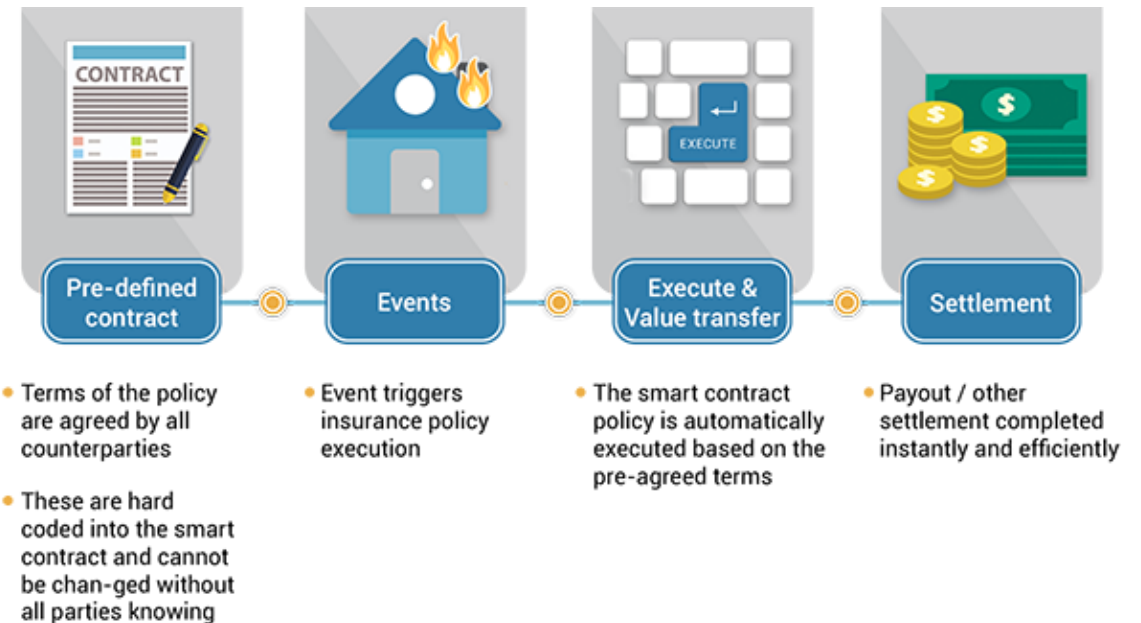 CONTRACT
EXECUTE
$
$
$
$
Pre-defined
contract
Events
Execute &
Value transfer
Settlement
• Terms of the policy
are agreed by all
counterparties
• These are hard
coded into the smart
contract and cannot
be chan-ged without
all parties knowing
• Event triggers
insurance policy
execution
• The smart contract
policy is automatically
executed based on the
pre-agreed terms
• Payout / other
settlement completed
instantly and efficiently